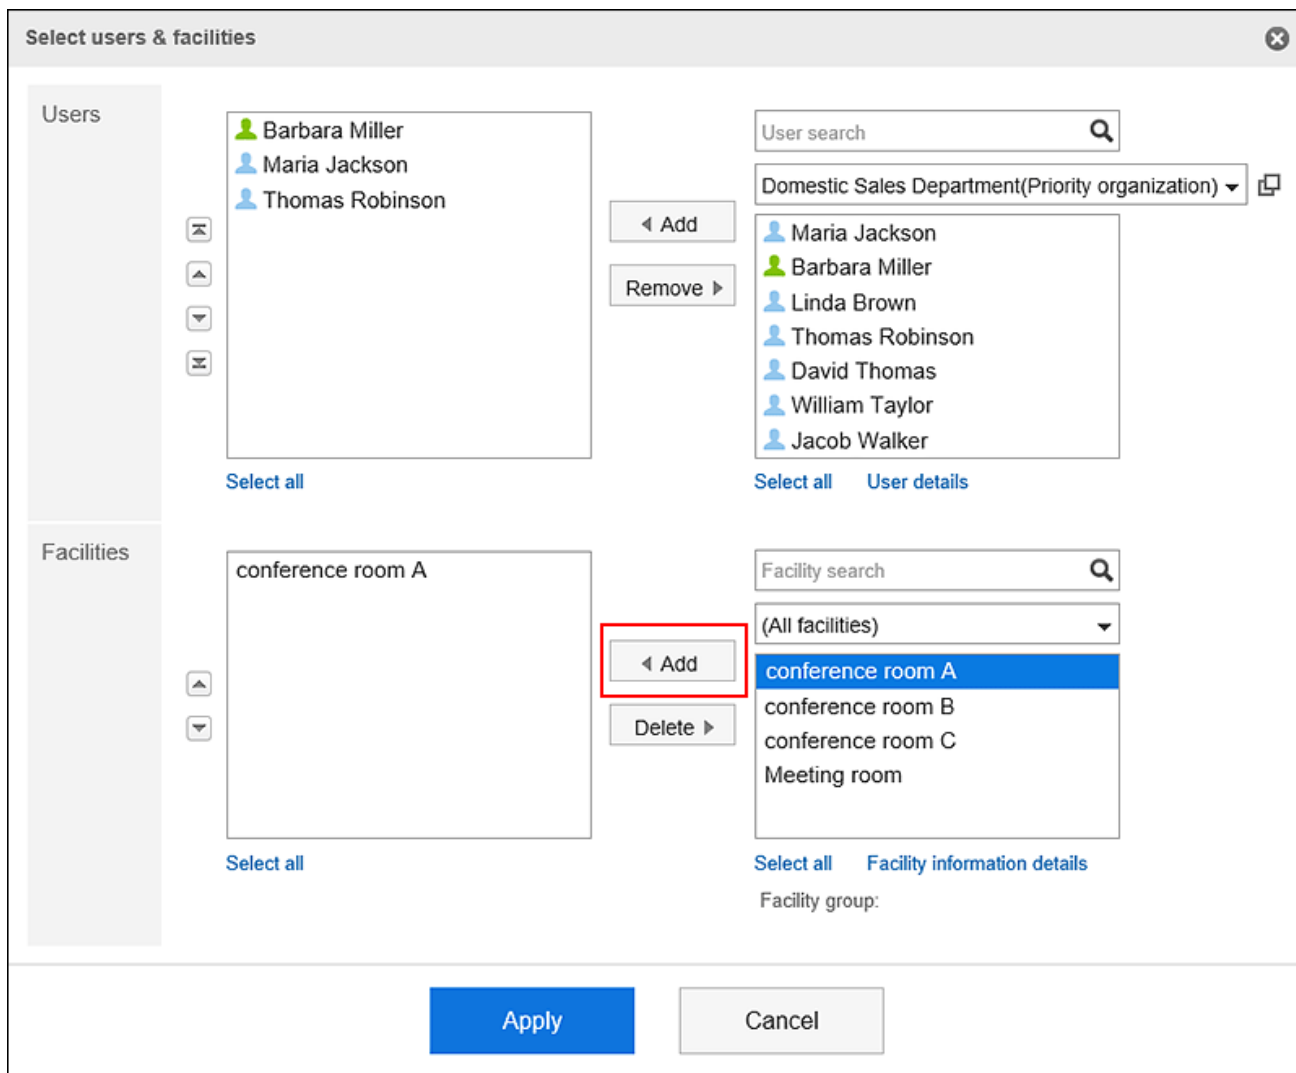 Select users & facilities
Users
Barbara Miller
Maria Jackson
Thomas Robinson
Select all
Add
Remove
User search
Domestic Sales Department(Priority organization)
Maria Jackson
Barbara Miller
Linda Brown
Thomas Robinson
David Thomas
William Taylor
Jacob Walker
Select all User details
Facilities
conference room A
Select all
Add
Delete
Facility search
(All facilities)
conference room A
conference room B
conference room C
Meeting room
Select all Facility information details
Facility group:
Apply Cancel